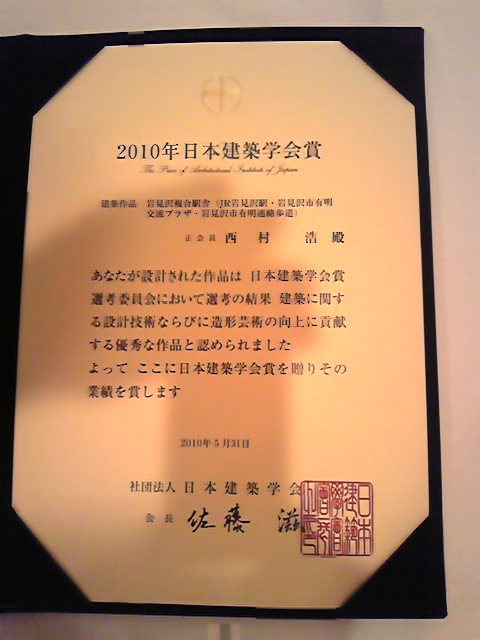 2010年日本建築学会賞
The Prize of Architectural Institute of Japan
建築作品 岩見沢複合駅舎(JR岩見沢駅・岩見沢市有明
交流プラザ・岩見沢市有明連絡歩道)
正会員 西村 浩 殿
あなたが設計された作品は 日本建築学会賞
選考委員会において選考の結果 建築に関す
る設計技術ならびに造形芸術の向上に貢献
する優秀な作品と認められました
よって ここに日本建築学会賞を贈りその
業績を賞します
2010年5月31日
社団法人 日本建築学会
会長 佐藤 滋